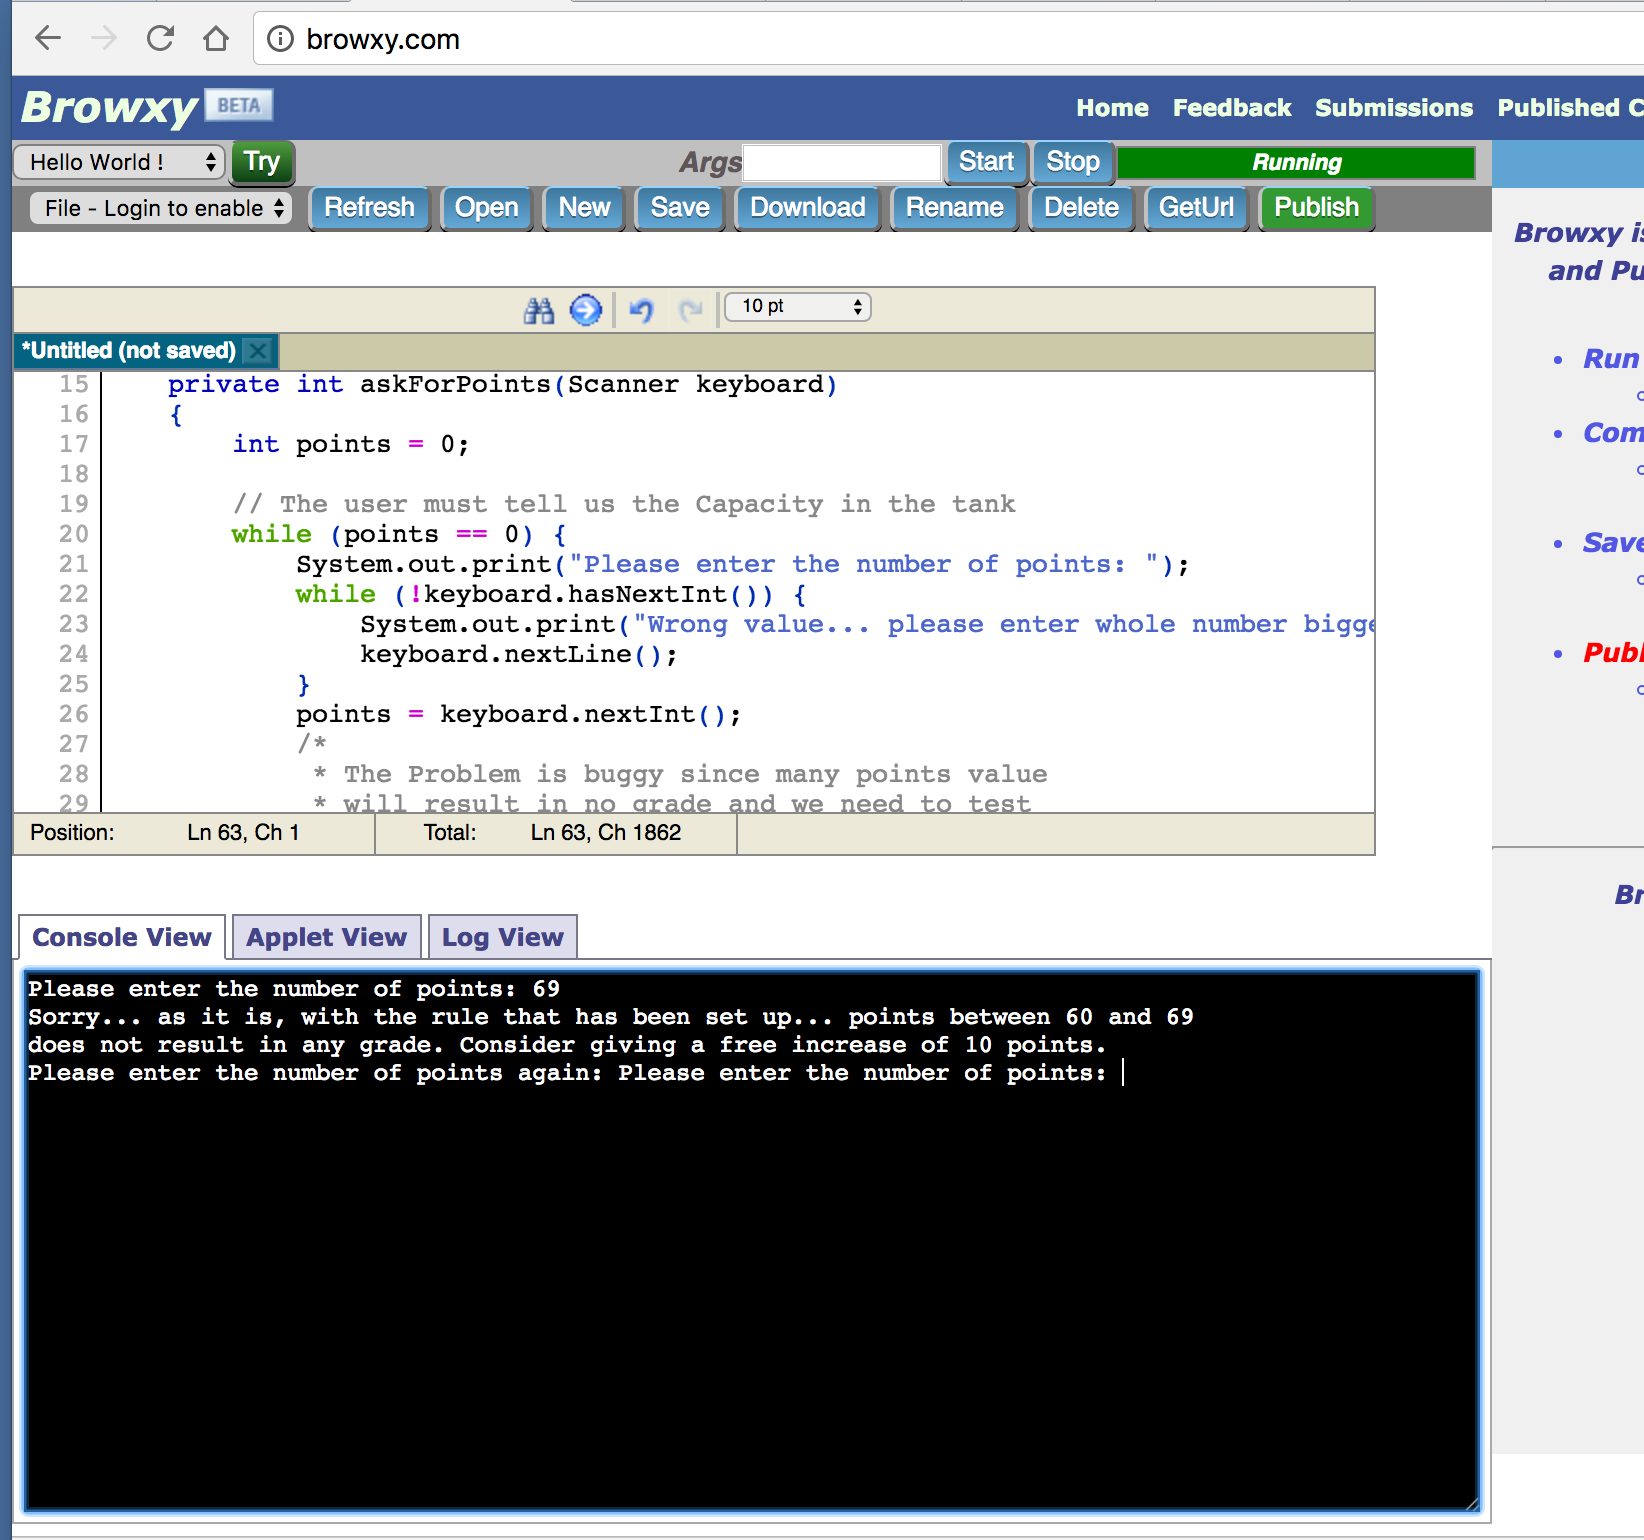 browxy.com
Browxy BETA
Home Feedback Submissions Published C
Hello World ! Try Args Start Stop Running
File - Login to enable Refresh Open New Save Download Rename Delete GetUrl Publish
Browxy is
and Pu
10 pt
*Untitled (not saved)
Run
Com
Save
Publ
Br
15 private int askForPoints(Scanner keyboard)
16 {
17 int points = 0;
18
19 // The user must tell us the Capacity in the tank
20 while (points == 0) {
21 System.out.print("Please enter the number of points: ");
22 while (!keyboard.hasNextInt()) {
23 System.out.print("Wrong value... please enter whole number bigge
24 keyboard.nextLine();
25 }
26 points = keyboard.nextInt();
27 /*
28 * The Problem is buggy since many points value
29 * will result in no grade and we need to test
Position: Ln 63, Ch 1 Total: Ln 63, Ch 1862
Console View Applet View Log View
Please enter the number of points: 69
Sorry... as it is, with the rule that has been set up... points between 60 and 69
does not result in any grade. Consider giving a free increase of 10 points.
Please enter the number of points again: Please enter the number of points: